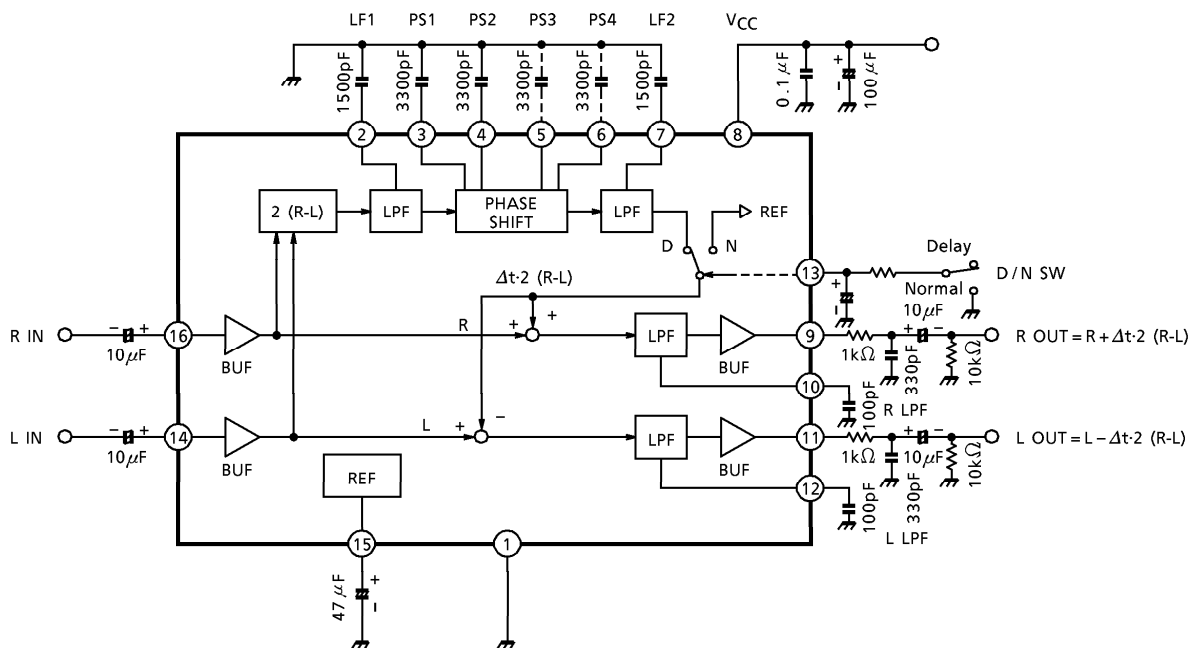 LF1 PS1 PS2 PS3 PS4 LF2 VCC
1500pF 3300pF 3300pF 3300pF 3300pF 1500pF 0.1μF + - 100μF
2 3 4 5 6 7 8
2 (R-L) LPF PHASE SHIFT LPF REF
D N
Delay
13 D/N SW
Normal
+ -
Δt·2 (R-L)
R IN - + 16 BUF R + + LPF BUF 9 1kΩ + 10μF - R OUT = R + Δt·2 (R-L)
10μF
330pF 10kΩ
10 100pF R LPF
L IN - + 14 BUF L + - LPF BUF 11 1kΩ + 10μF - L OUT = L - Δt·2 (R-L)
10μF
330pF 10kΩ
12 100pF L LPF
REF
15 1
47μF + -